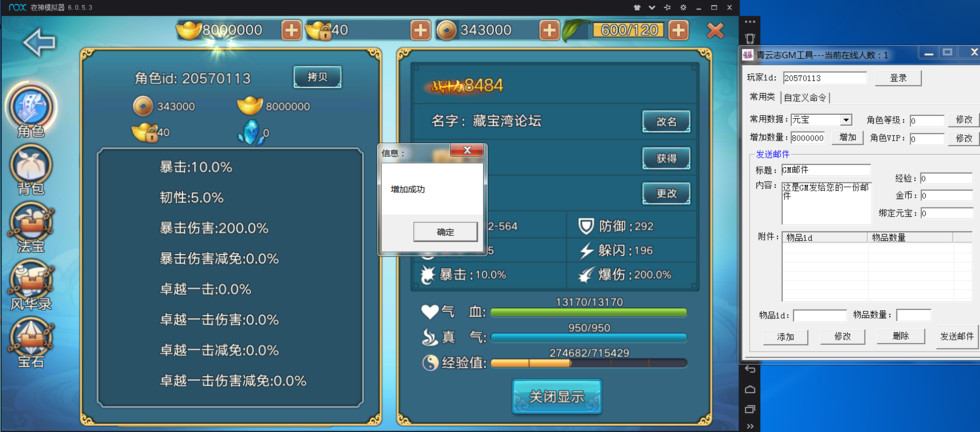 nox 夜神模拟器 6.0.5.3
8000000
40
343000
600/120
角色id: 20570113
拷贝
343000
8000000
40
0
暴击:10.0%
韧性:5.0%
暴击伤害:200.0%
暴击伤害减免:0.0%
卓越一击:0.0%
卓越一击伤害:0.0%
卓越一击减免:0.0%
卓越一击伤害减免:0.0%
角色
背包
法宝
风华录
宝石
战斗力8484
名字: 藏宝湾论坛
改名
获得
更改
2-564
防御:292
5
躲闪:196
暴击:10.0%
爆伤:200.0%
气 血:
13170/13170
真 气:
950/950
经验值:
274682/715429
关闭显示
信息:
增加成功
确定
青云志GM工具---当前在线人数:1
玩家id: 20570113 登录
常用类 自定义命令
常用数据: 元宝 角色等级: 0 修改
增加数量: 8000000 增加 角色VIP: 0 修改
发送邮件
标题: GM邮件
内容: 这是GM发给您的一份邮件
经验: 0
金币: 0
绑定元宝: 0
附件: 物品id 物品数量
物品id: 物品数量:
添加 修改 删除 发送邮件